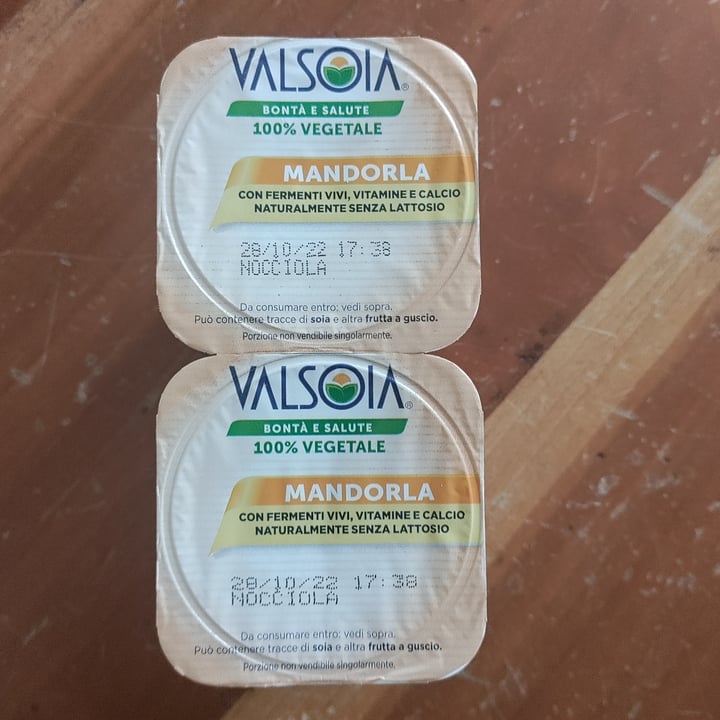 VALSOIA®
BONTÀ E SALUTE
100% VEGETALE
MANDORLA
CON FERMENTI VIVI, VITAMINE E CALCIO
NATURALMENTE SENZA LATTOSIO
28/10/22 17:38
NOCCIOLA
Da consumare entro: vedi sopra.
Può contenere tracce di soia e altra frutta a guscio.
Porzione non vendibile singolarmente.
VALSOIA®
BONTÀ E SALUTE
100% VEGETALE
MANDORLA
CON FERMENTI VIVI, VITAMINE E CALCIO
NATURALMENTE SENZA LATTOSIO
28/10/22 17:38
NOCCIOLA
Da consumare entro: vedi sopra.
Può contenere tracce di soia e altra frutta a guscio.
Porzione non vendibile singolarmente.